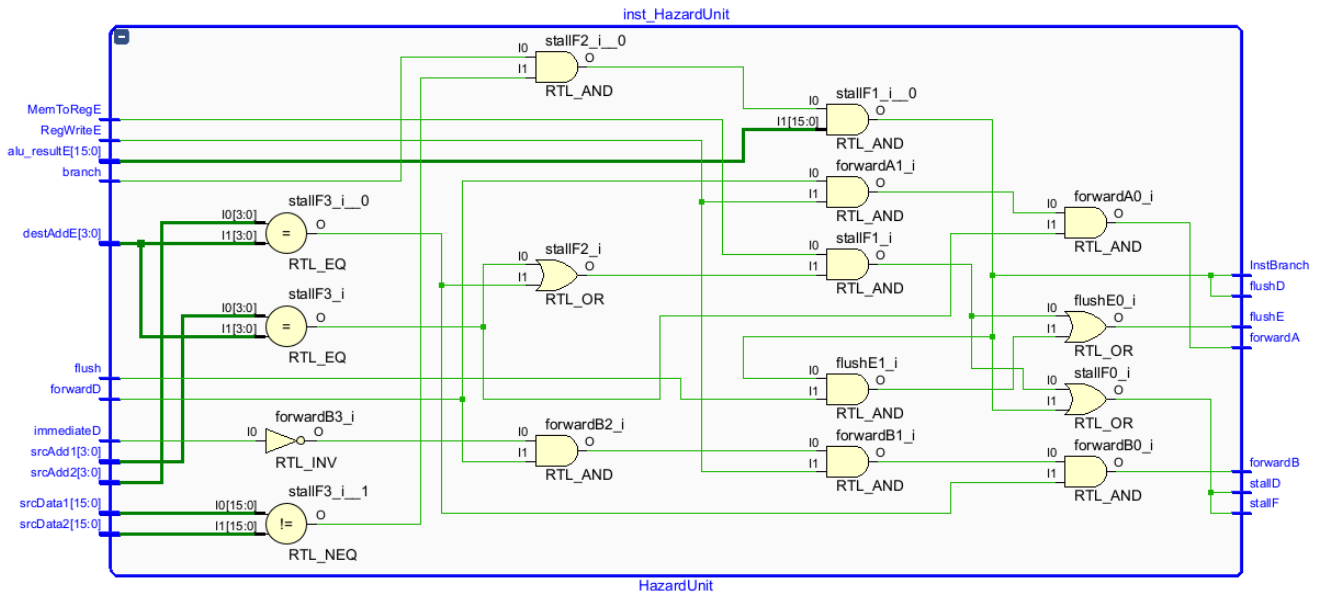 inst_HazardUnit
MemToRegE
RegWriteE
alu_resultE[15:0]
branch
destAddE[3:0]
flush
forwardD
immediateD
srcAdd1[3:0]
srcAdd2[3:0]
srcData1[15:0]
srcData2[15:0]
stallF3_i__0
I0[3:0]
I1[3:0]
O
=
RTL_EQ
stallF3_i
I0[3:0]
I1[3:0]
O
=
RTL_EQ
forwardB3_i
I0
O
RTL_INV
stallF3_i__1
I0[15:0]
I1[15:0]
O
!=
RTL_NEQ
stallF2_i__0
I0
I1
O
RTL_AND
stallF2_i
I0
I1
O
RTL_OR
forwardB2_i
I0
I1
O
RTL_AND
stallF1_i__0
I0
I1[15:0]
O
RTL_AND
forwardA1_i
I0
I1
O
RTL_AND
stallF1_i
I0
I1
O
RTL_AND
flushE1_i
I0
I1
O
RTL_AND
forwardB1_i
I0
I1
O
RTL_AND
forwardA0_i
I0
I1
O
RTL_AND
flushE0_i
I0
I1
O
RTL_OR
stallF0_i
I0
I1
O
RTL_OR
forwardB0_i
I0
I1
O
RTL_AND
InstBranch
flushD
flushE
forwardA
forwardB
stallD
stallF
HazardUnit